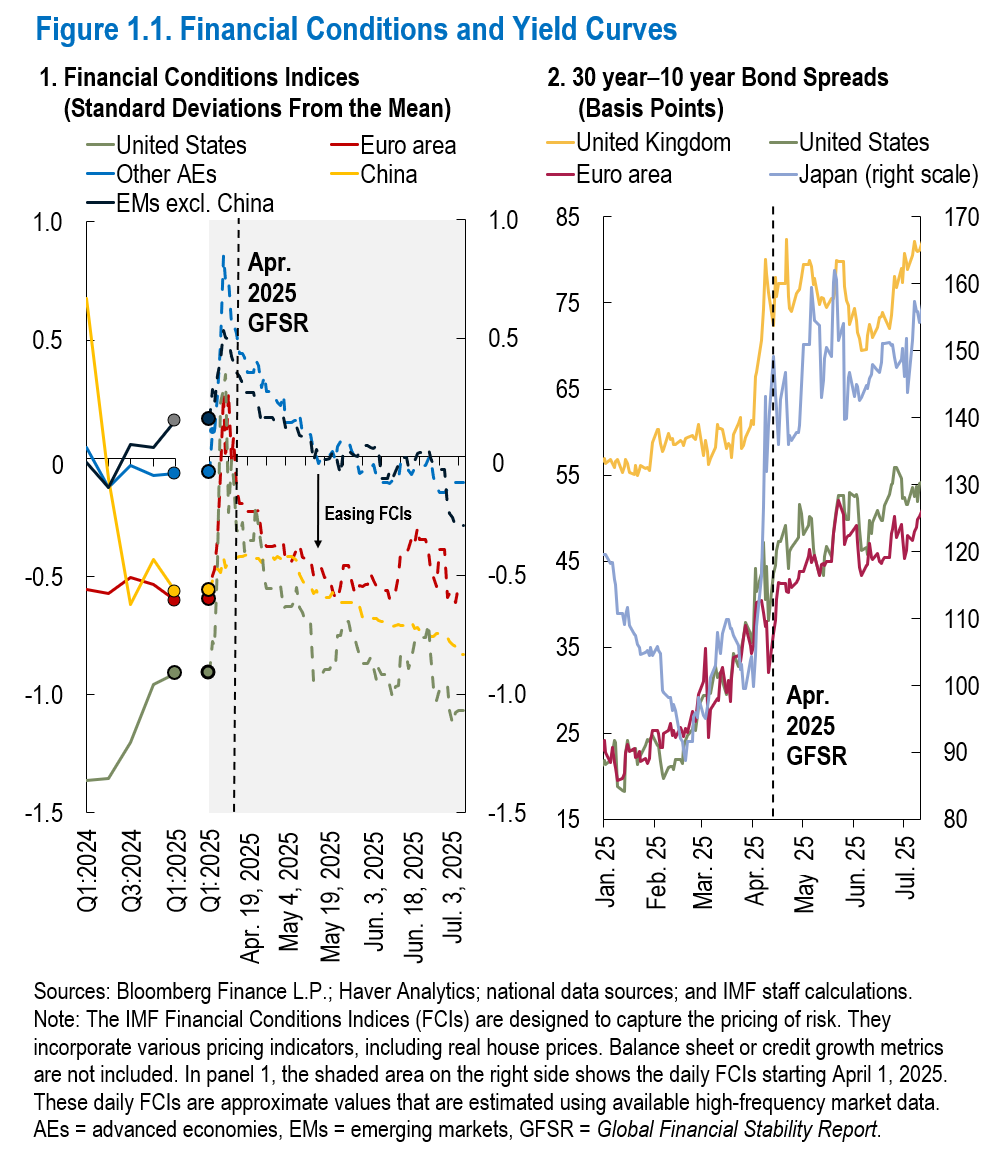 Figure 1.1. Financial Conditions and Yield Curves
1. Financial Conditions Indices
(Standard Deviations From the Mean)
United States
Euro area
Other AEs
China
EMs excl. China
1.0
0.5
0
-0.5
-1.0
-1.5
1.0
0.5
0
-0.5
-1.0
-1.5
Apr.
2025
GFSR
Easing FCIs
Q1:2024
Q3:2024
Q1:2025
Q1:2025
Apr. 19, 2025
May 4, 2025
May 19, 2025
Jun. 3, 2025
Jun. 18, 2025
Jul. 3, 2025
2. 30 year–10 year Bond Spreads
(Basis Points)
United Kingdom
United States
Euro area
Japan (right scale)
85
75
65
55
45
35
25
15
170
160
150
140
130
120
110
100
90
80
Apr.
2025
GFSR
Jan. 25
Feb. 25
Mar. 25
Apr. 25
May 25
Jun. 25
Jul. 25
Sources: Bloomberg Finance L.P.; Haver Analytics; national data sources; and IMF staff calculations.
Note: The IMF Financial Conditions Indices (FCIs) are designed to capture the pricing of risk. They
incorporate various pricing indicators, including real house prices. Balance sheet or credit growth metrics
are not included. In panel 1, the shaded area on the right side shows the daily FCIs starting April 1, 2025.
These daily FCIs are approximate values that are estimated using available high-frequency market data.
AEs = advanced economies, EMs = emerging markets, GFSR = Global Financial Stability Report.